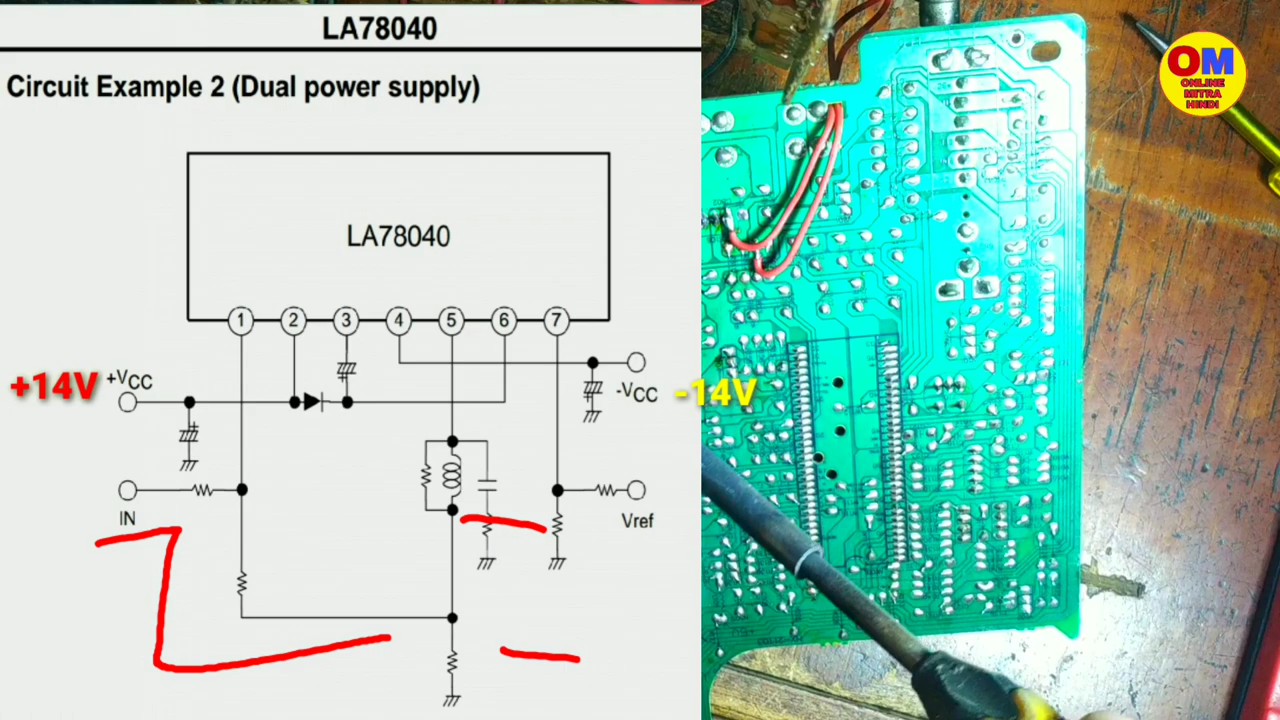 LA78040
Circuit Example 2 (Dual power supply)
LA78040
1 2 3 4 5 6 7
+14V +VCC
-VCC -14V
IN
Vref
OM
ONLINE
MITRA
HINDI